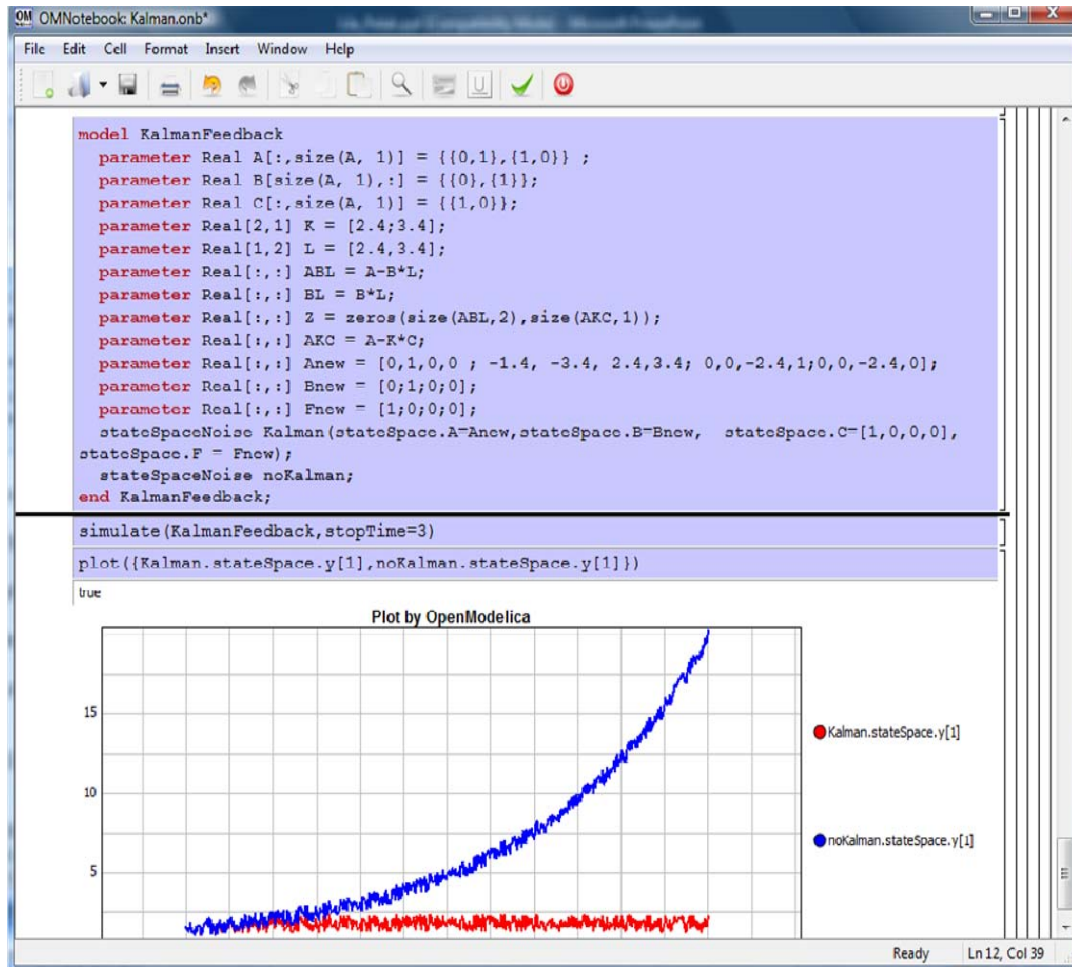 OM OMNotebook: Kalman.onb*
File Edit Cell Format Insert Window Help
model KalmanFeedback
parameter Real A[:,size(A, 1)] = {{0,1},{1,0}} ;
parameter Real B[size(A, 1),:] = {{0},{1}};
parameter Real C[:,size(A, 1)] = {{1,0}};
parameter Real[2,1] K = [2.4;3.4];
parameter Real[1,2] L = [2.4,3.4];
parameter Real[:,:] ABL = A-B*L;
parameter Real[:,:] BL = B*L;
parameter Real[:,:] Z = zeros(size(ABL,2),size(AKC,1));
parameter Real[:,:] AKC = A-K*C;
parameter Real[:,:] Anew = [0,1,0,0 ; -1.4, -3.4, 2.4,3.4; 0,0,-2.4,1;0,0,-2.4,0];
parameter Real[:,:] Bnew = [0;1;0;0];
parameter Real[:,:] Fnew = [1;0;0;0];
stateSpaceNoise Kalman(stateSpace.A=Anew,stateSpace.B=Bnew, stateSpace.C=[1,0,0,0],
stateSpace.F = Fnew);
stateSpaceNoise noKalman;
end KalmanFeedback;
simulate(KalmanFeedback,stopTime=3)
plot({Kalman.stateSpace.y[1],noKalman.stateSpace.y[1]})
true
Plot by OpenModelica
15
Kalman.stateSpace.y[1]
10
noKalman.stateSpace.y[1]
5
Ready Ln 12, Col 39